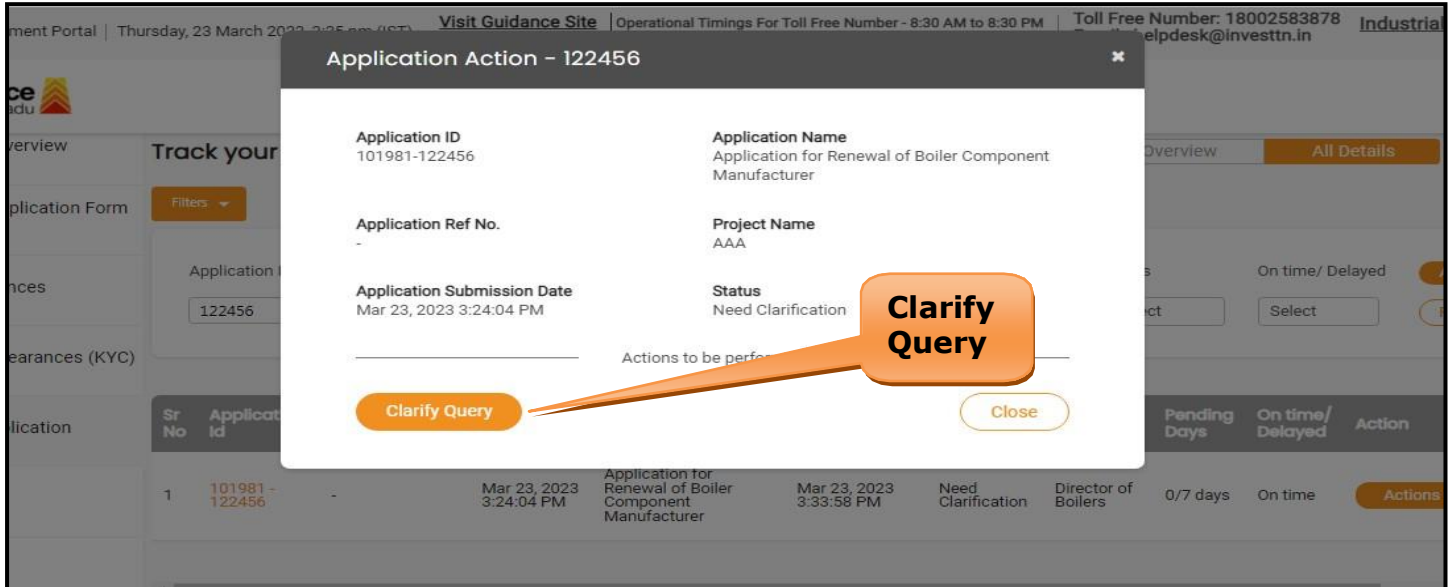 ment Portal | Thursday, 23 March 2023 3:35 pm (IST) Visit Guidance Site | Operational Timings For Toll Free Number - 8:30 AM to 8:30 PM | Toll Free Number: 18002583878 Industrial
elpdesk@investtn.in
Application Action - 122456 ×
ce
adu
verview
Track your
Overview
All Details
plication Form
Filters
Application ID
101981-122456
Application Name
Application for Renewal of Boiler Component
Manufacturer
Application Ref No.
-
Project Name
AAA
Application Submission Date
Mar 23, 2023 3:24:04 PM
Status
Need Clarification
Clarify
Query
nces
Application I
122456
s
ct
On time/ Delayed
Select
earances (KYC)
Actions to be perfo
Clarify Query
Close
lication
Sr No Applicat Id Pending Days On time/ Delayed Action
1 101981 - 122456 - Mar 23, 2023 3:24:04 PM Application for Renewal of Boiler Component Manufacturer Mar 23, 2023 3:33:58 PM Need Clarification Director of Boilers 0/7 days On time Actions